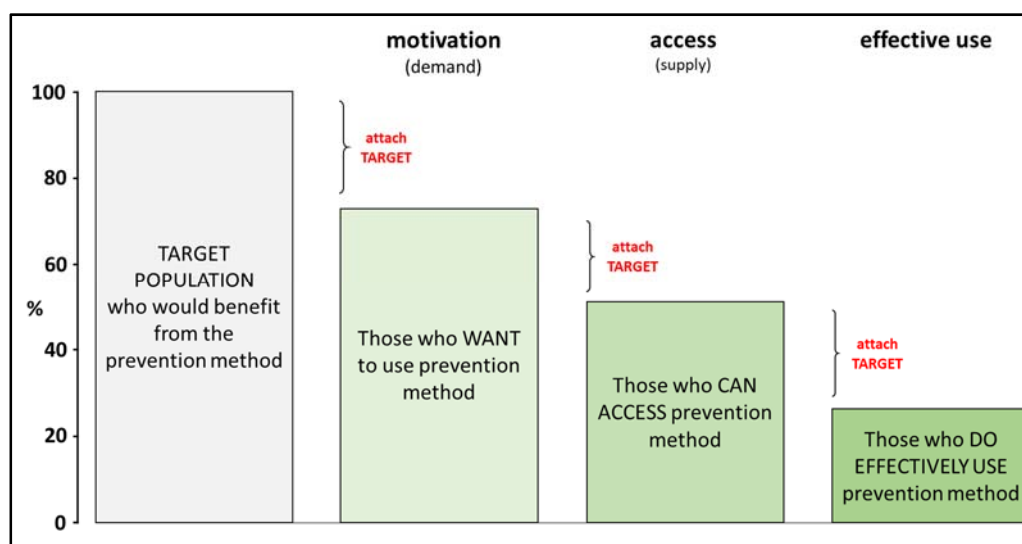 motivation
(demand)
access
(supply)
effective use
100
80
60
%
40
20
0
attach
TARGET
attach
TARGET
attach
TARGET
TARGET
POPULATION
who would benefit
from the
prevention method
Those who WANT
to use prevention
method
Those who CAN
ACCESS prevention
method
Those who DO
EFFECTIVELY USE
prevention method